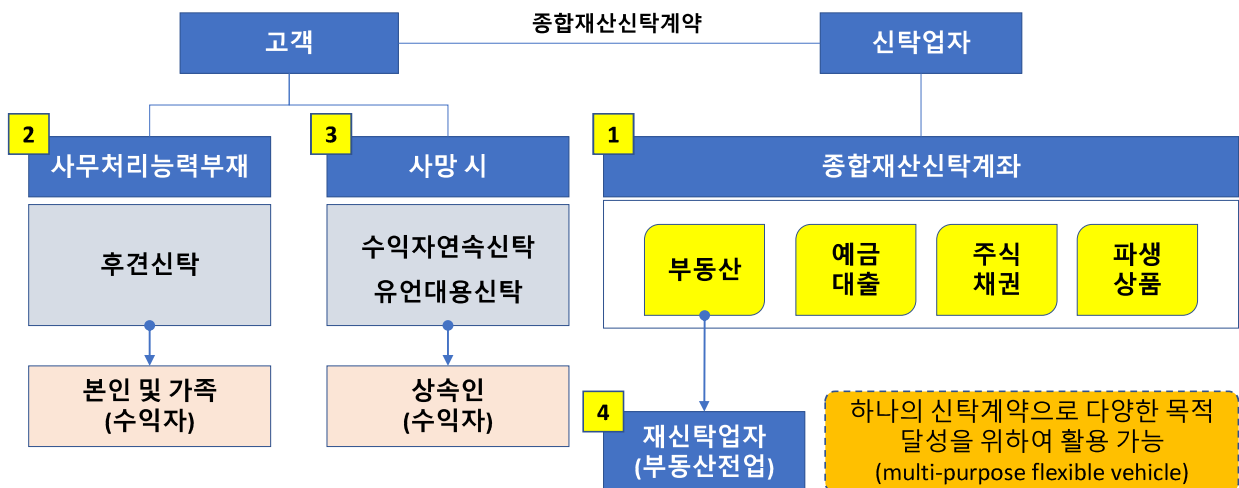 종합재산신탁계약
고객
신탁업자
2
사무처리능력부재
후견신탁
본인 및 가족
(수익자)
3
사망 시
수익자연속신탁
유언대용신탁
상속인
(수익자)
1
종합재산신탁계좌
부동산
예금
대출
주식
채권
파생
상품
4
재신탁업자
(부동산전업)
하나의 신탁계약으로 다양한 목적
달성을 위하여 활용 가능
(multi-purpose flexible vehicle)